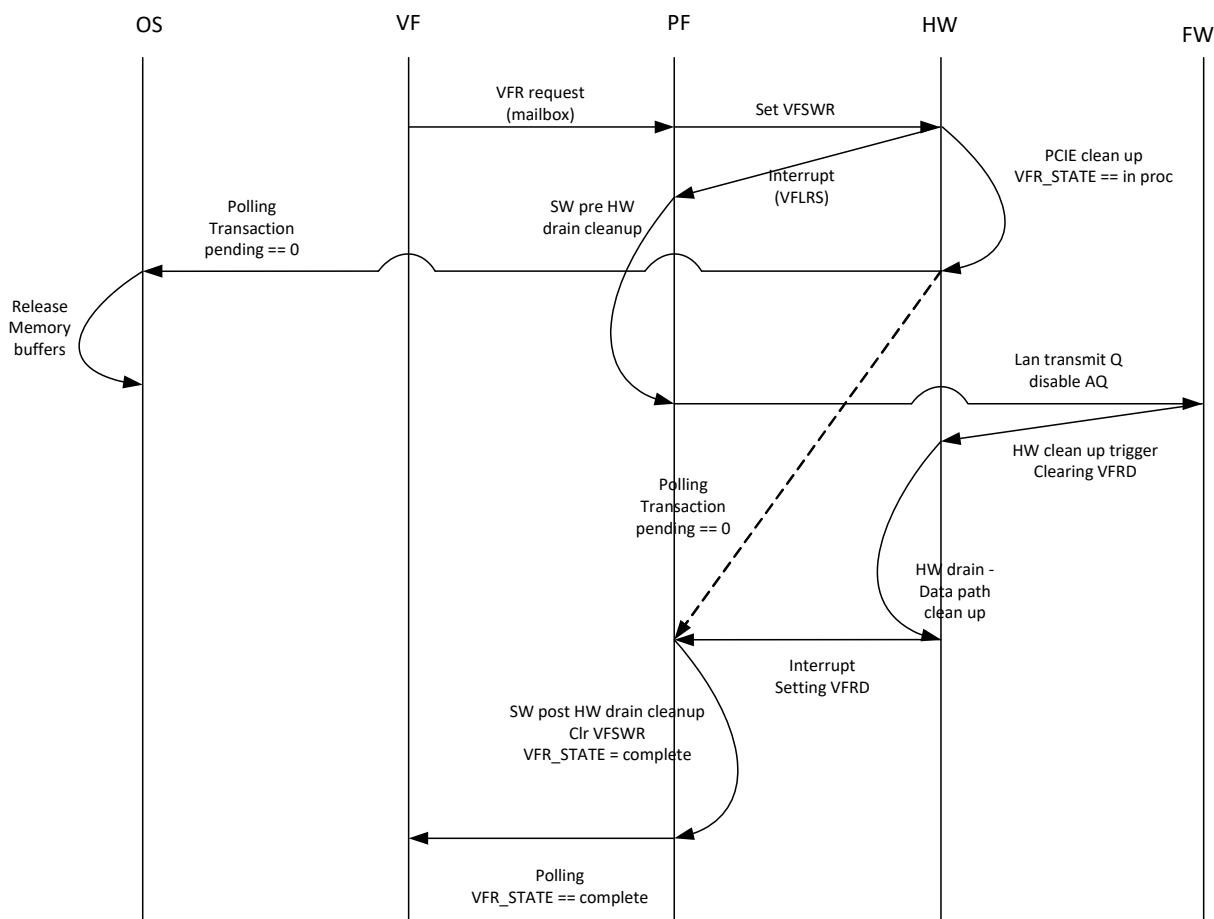 OS
VF
PF
HW
FW
VFR request
(mailbox)
Set VFSWR
PCIE clean up
VFR_STATE == in proc
Interrupt
(VFLRS)
SW pre HW
drain cleanup
Polling
Transaction
pending == 0
Release
Memory
buffers
Lan transmit Q
disable AQ
HW clean up trigger
Clearing VFRD
Polling
Transaction
pending == 0
HW drain -
Data path
clean up
Interrupt
Setting VFRD
SW post HW drain cleanup
Clr VFSWR
VFR_STATE = complete
Polling
VFR_STATE == complete